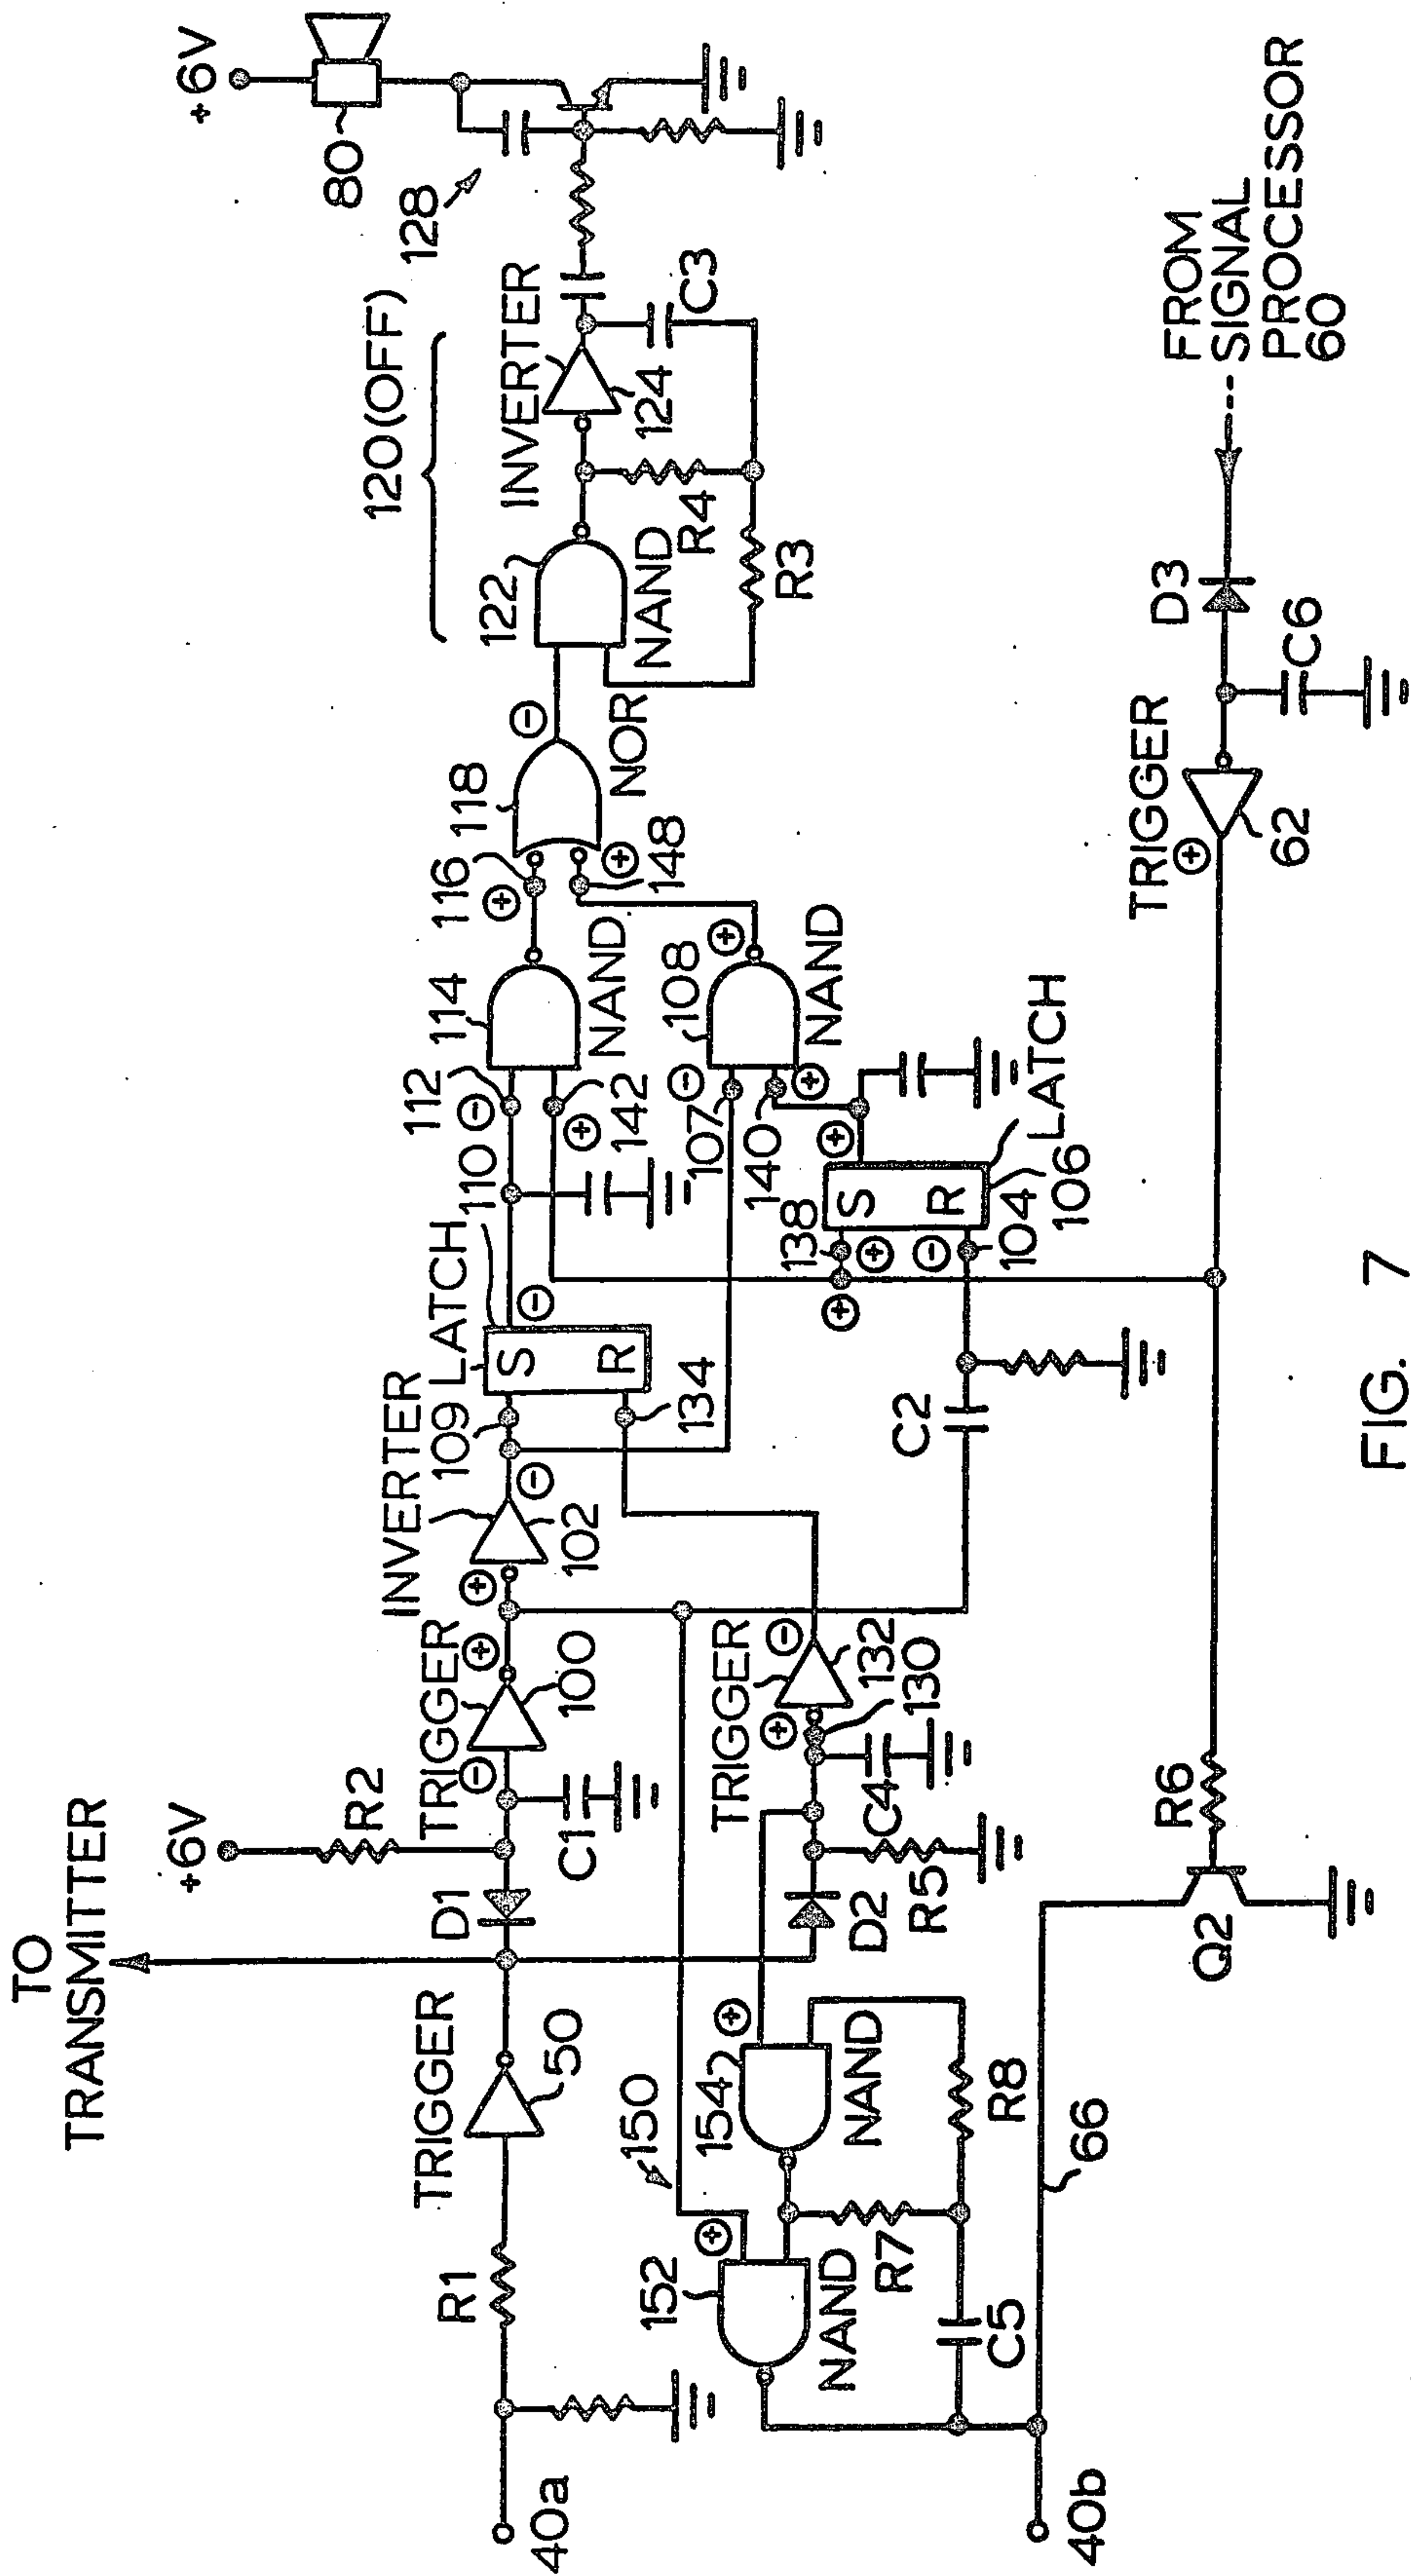 TO
TRANSMITTER
40a
R1
TRIGGER
50
D1
+6V
R2
C1
TRIGGER
100
INVERTER
102
109
LATCH
S
R
134
110
112
142
114
NAND
116
118
148
NOR
120(OFF)
122
NAND
R4
R3
INVERTER
124
C3
128
80
+6V
150
152
NAND
154
NAND
R7
R8
C5
D2
R5
C4
TRIGGER
132
130
C2
107
140
108
NAND
138
S
R
104
106
LATCH
40b
66
Q2
R6
TRIGGER
62
C6
D3
FROM
SIGNAL
PROCESSOR
60
FIG. 7